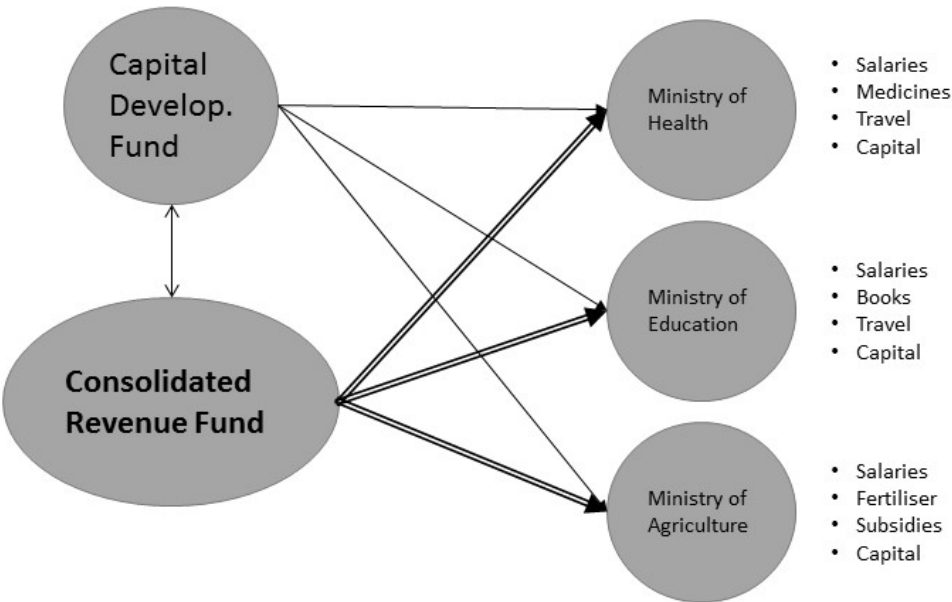 Capital
Develop.
Fund
Consolidated
Revenue Fund
Ministry of
Health
• Salaries
• Medicines
• Travel
• Capital
Ministry of
Education
• Salaries
• Books
• Travel
• Capital
Ministry of
Agriculture
• Salaries
• Fertiliser
• Subsidies
• Capital